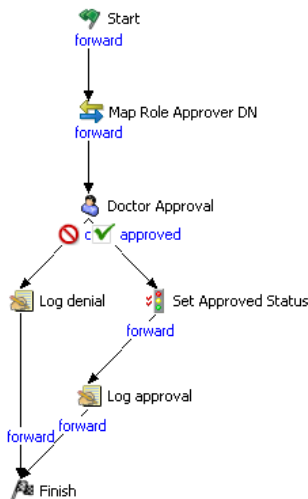 Start
forward
Map Role Approver DN
forward
Doctor Approval
approved
Log denial
Set Approved Status
forward
Log approval
forward
forward
Finish